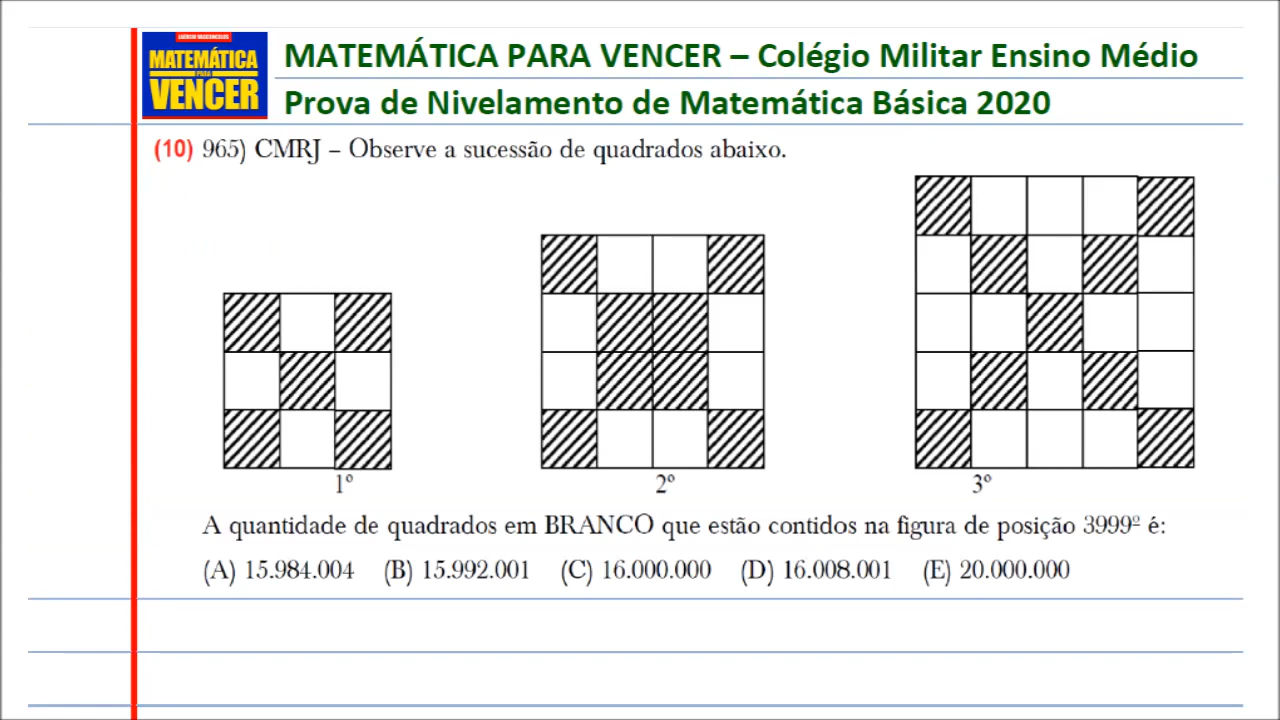 LAÉRCIO VASCONCELOS
MATEMÁTICA
PARA
VENCER
MATEMÁTICA PARA VENCER – Colégio Militar Ensino Médio
Prova de Nivelamento de Matemática Básica 2020
(10) 965) CMRJ – Observe a sucessão de quadrados abaixo.
1º 2º 3º
A quantidade de quadrados em BRANCO que estão contidos na figura de posição 3999º é:
(A) 15.984.004 (B) 15.992.001 (C) 16.000.000 (D) 16.008.001 (E) 20.000.000